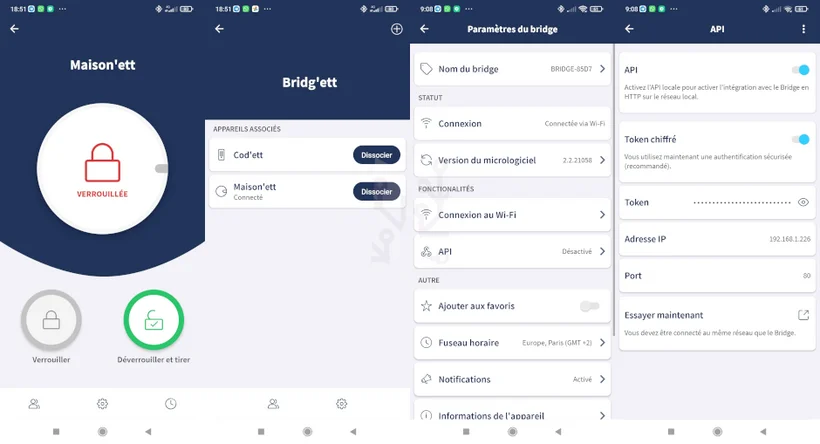 18:51
Maison'ett
VERROUILLÉE
Verrouiller
Déverrouiller et tirer
18:51
Bridg'ett
APPAREILS ASSOCIÉS
Cod'ett
Dissocier
Maison'ett
Connecté
Dissocier
9:08
Paramètres du bridge
Nom du bridge
BRIDGE-85D7
STATUT
Connexion
Connectée via Wi-Fi
Version du micrologiciel
2.2.21058
FONCTIONALITÉS
Connexion au Wi-Fi
API
Désactivé
AUTRE
Ajouter aux favoris
Fuseau horaire
Europe, Paris (GMT +2)
Notifications
Activé
Informations de l'appareil
9:08
API
API
Activez l'API locale pour activer l'intégration avec le Bridge en
HTTP sur le réseau local.
Token chiffré
Vous utilisez maintenant une authentification sécurisée
(recommandé).
Token
Adresse IP
192.168.1.226
Port
80
Essayer maintenant
Vous devez être connecté au même réseau que le Bridge.